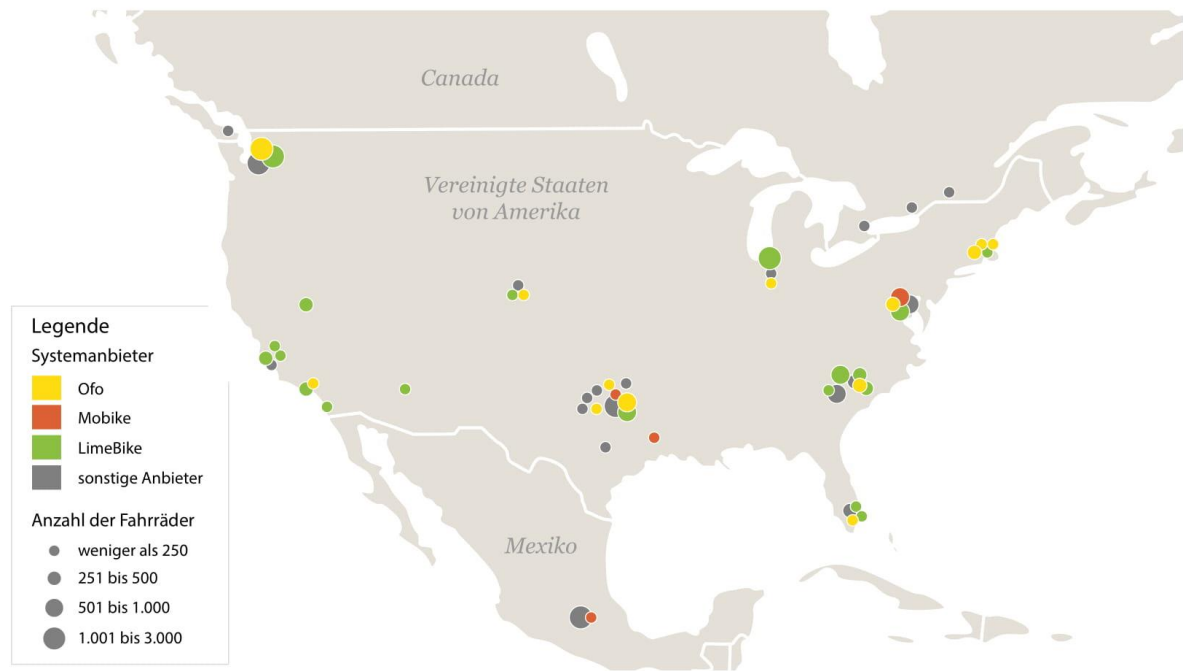 Canada
Vereinigte Staaten
von Amerika
Mexiko
Legende
Systemanbieter
Ofo
Mobike
LimeBike
sonstige Anbieter
Anzahl der Fahrräder
weniger als 250
251 bis 500
501 bis 1.000
1.001 bis 3.000